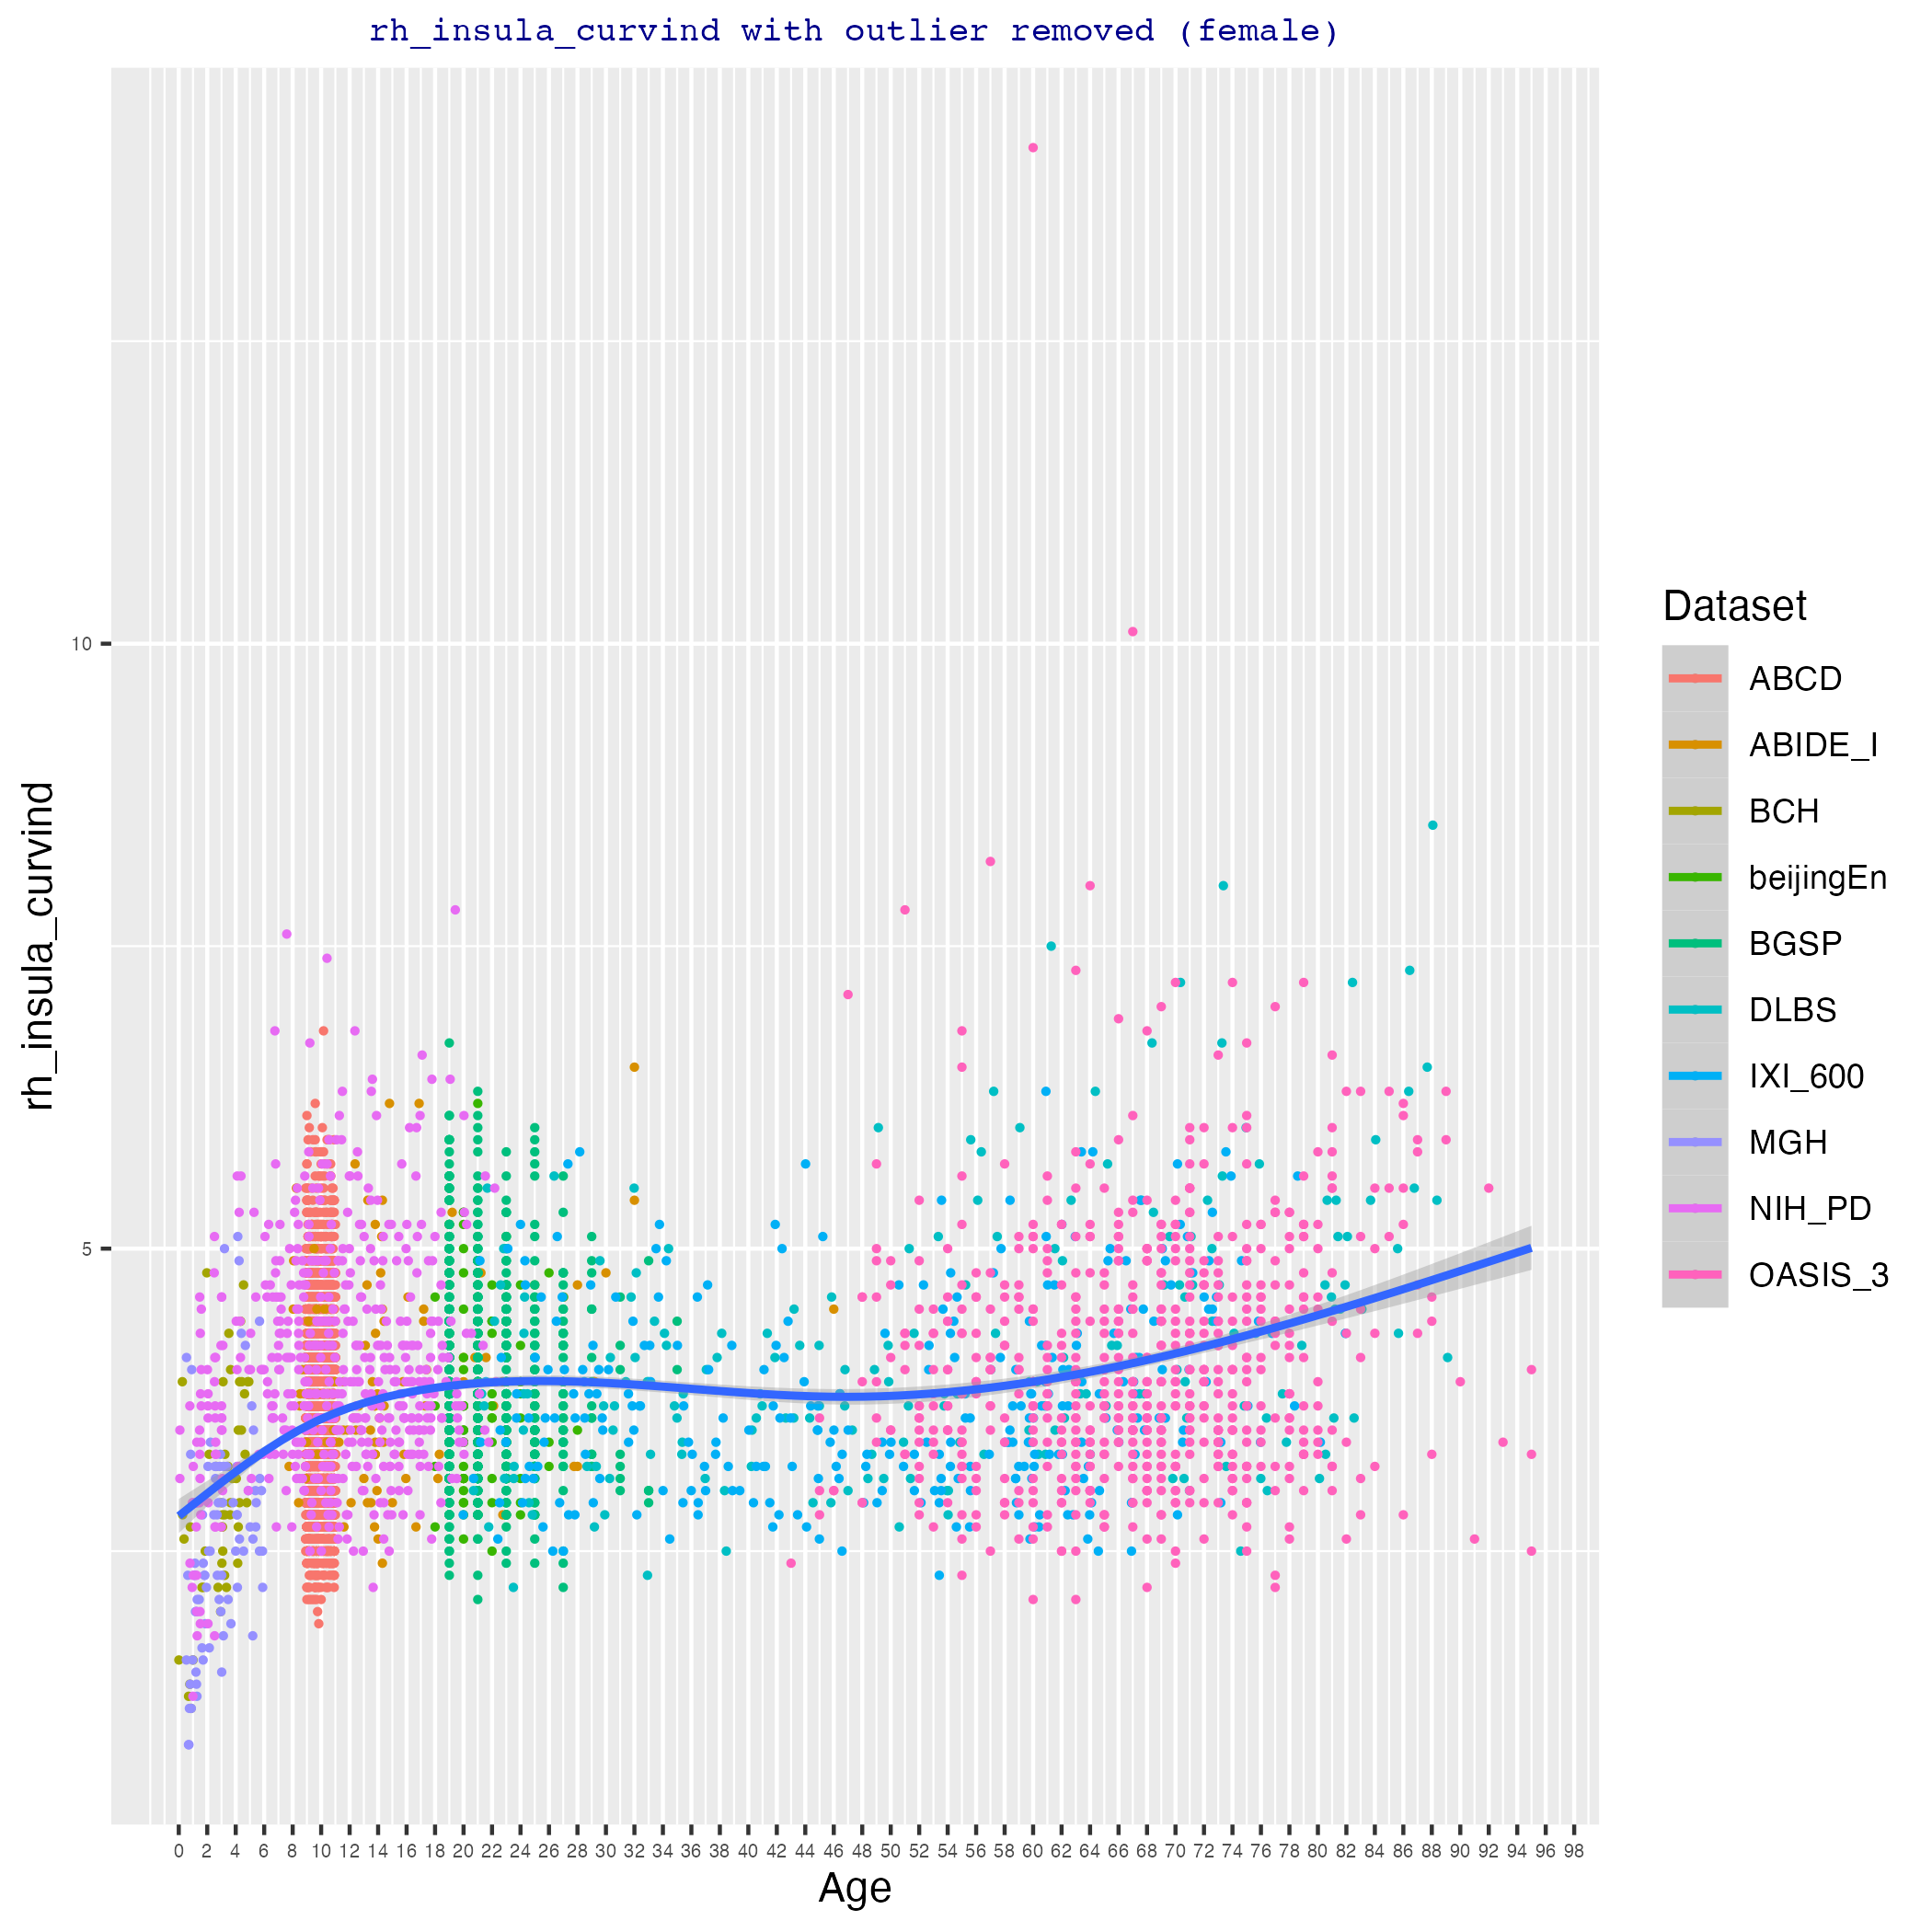 rh_insula_curvind with outlier removed (female)
rh_insula_curvind
10
5
0 2 4 6 8 10 12 14 16 18 20 22 24 26 28 30 32 34 36 38 40 42 44 46 48 50 52 54 56 58 60 62 64 66 68 70 72 74 76 78 80 82 84 86 88 90 92 94 96 98
Age
Dataset
ABCD
ABIDE_I
BCH
beijingEn
BGSP
DLBS
IXI_600
MGH
NIH_PD
OASIS_3